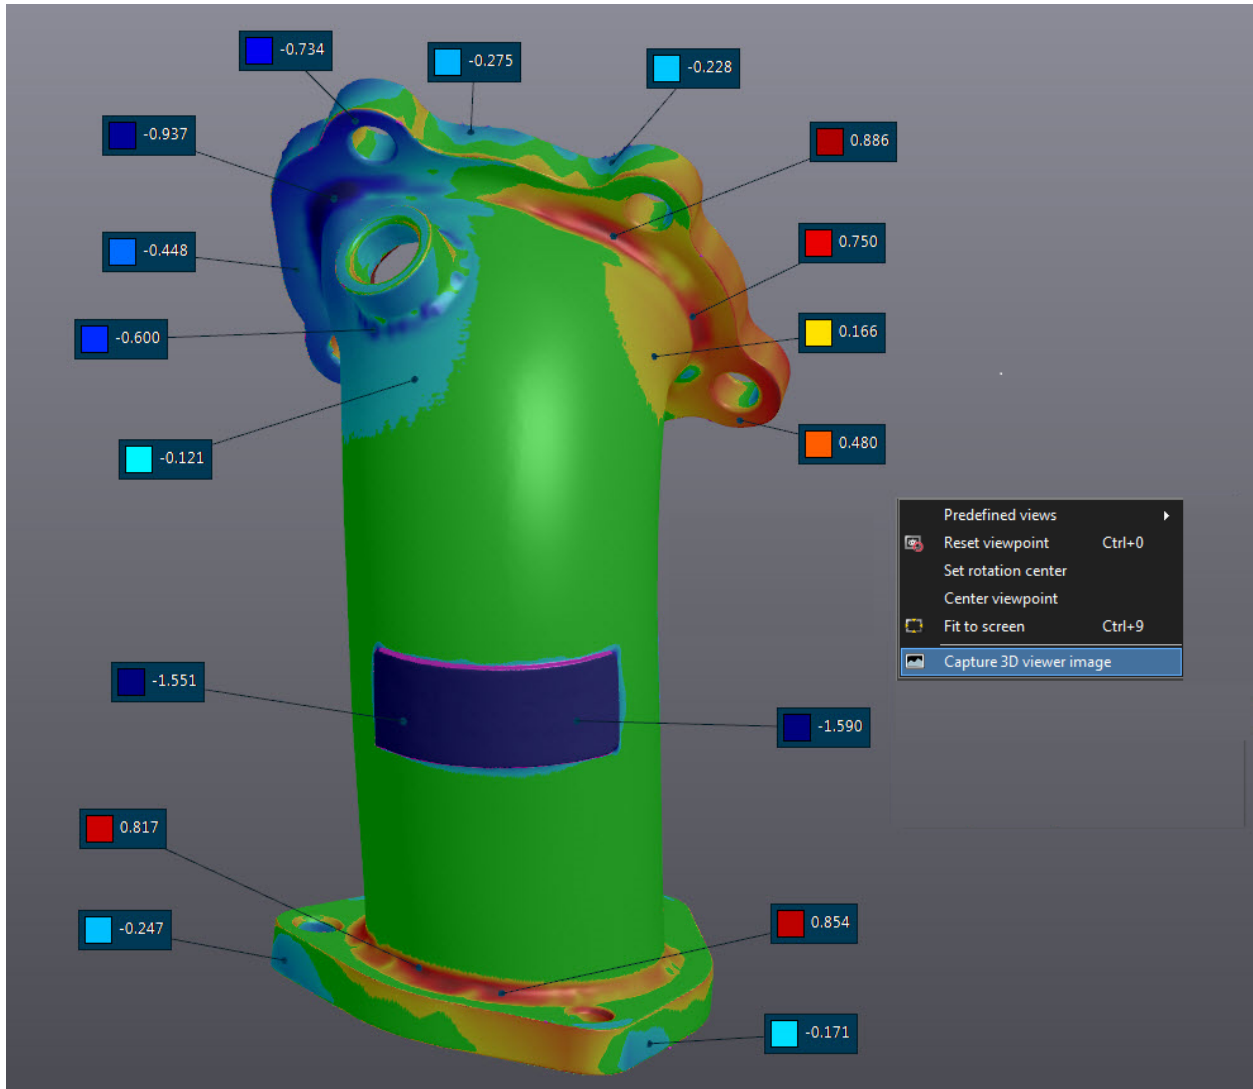 -0.734
-0.275
-0.228
-0.937
0.886
-0.448
0.750
-0.600
0.166
-0.121
0.480
Predefined views
Reset viewpoint Ctrl+0
Set rotation center
Center viewpoint
Fit to screen Ctrl+9
Capture 3D viewer image
-1.551
-1.590
0.817
-0.247
0.854
-0.171